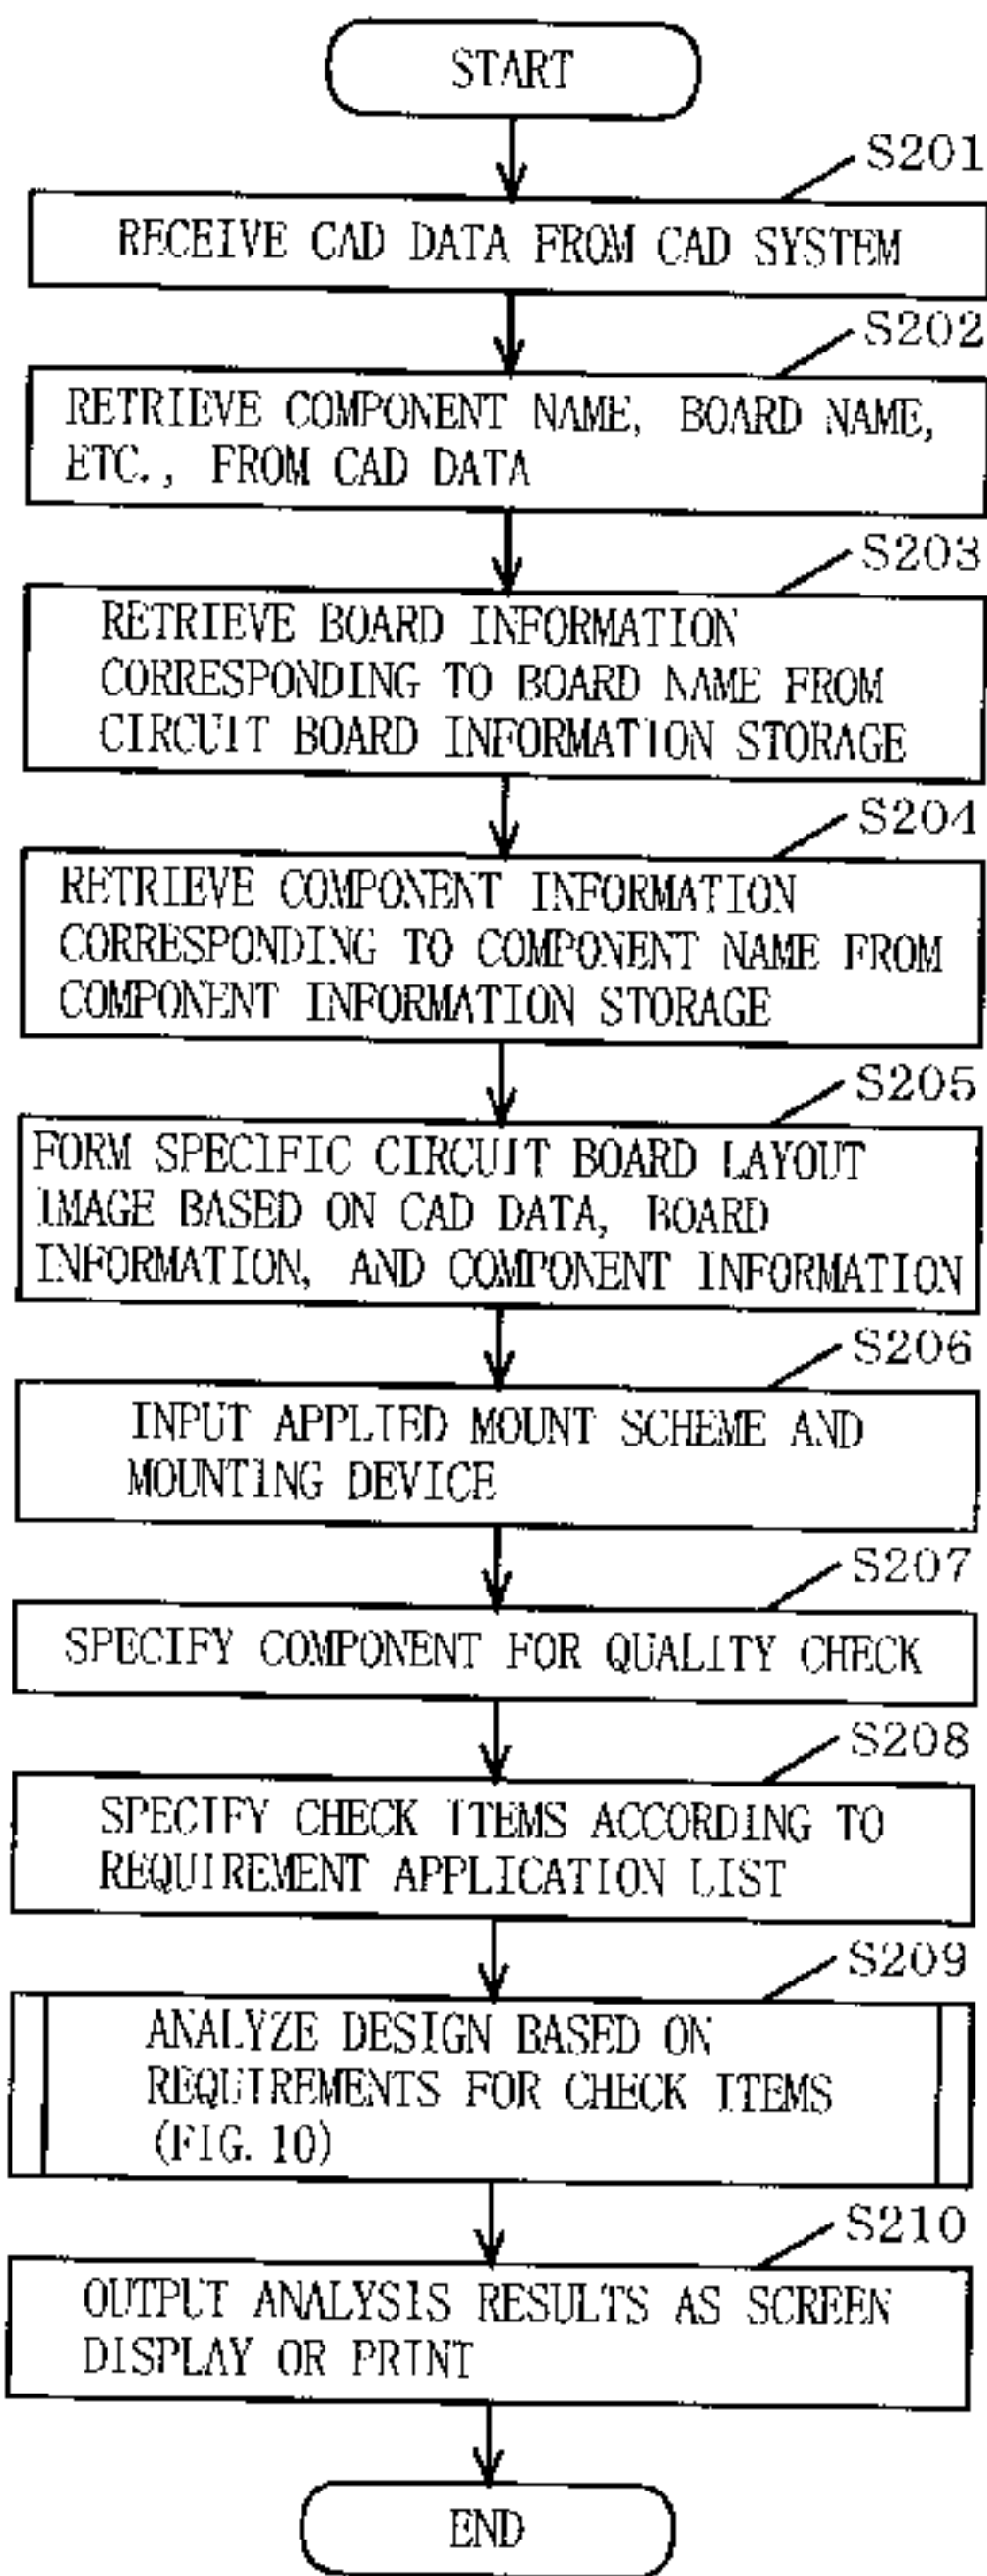 START
S201
RECEIVE CAD DATA FROM CAD SYSTEM
S202
RETRIEVE COMPONENT NAME, BOARD NAME,
ETC., FROM CAD DATA
S203
RETRIEVE BOARD INFORMATION
CORRESPONDING TO BOARD NAME FROM
CIRCUIT BOARD INFORMATION STORAGE
S204
RETRIEVE COMPONENT INFORMATION
CORRESPONDING TO COMPONENT NAME FROM
COMPONENT INFORMATION STORAGE
S205
FORM SPECIFIC CIRCUIT BOARD LAYOUT
IMAGE BASED ON CAD DATA, BOARD
INFORMATION, AND COMPONENT INFORMATION
S206
INPUT APPLIED MOUNT SCHEME AND
MOUNTING DEVICE
S207
SPECIFY COMPONENT FOR QUALITY CHECK
S208
SPECIFY CHECK ITEMS ACCORDING TO
REQUIREMENT APPLICATION LIST
S209
ANALYZE DESIGN BASED ON
REQUIREMENTS FOR CHECK ITEMS
(FIG. 10)
S210
OUTPUT ANALYSIS RESULTS AS SCREEN
DISPLAY OR PRINT
END